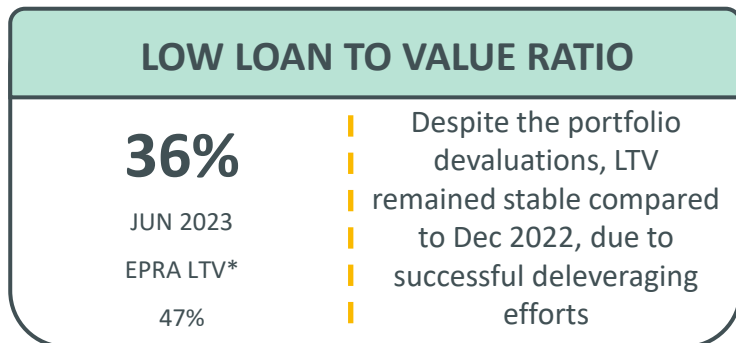 LOW LOAN TO VALUE RATIO
36%
JUN 2023
EPRA LTV*
47%
Despite the portfolio
devaluations, LTV
remained stable compared
to Dec 2022, due to
successful deleveraging
efforts